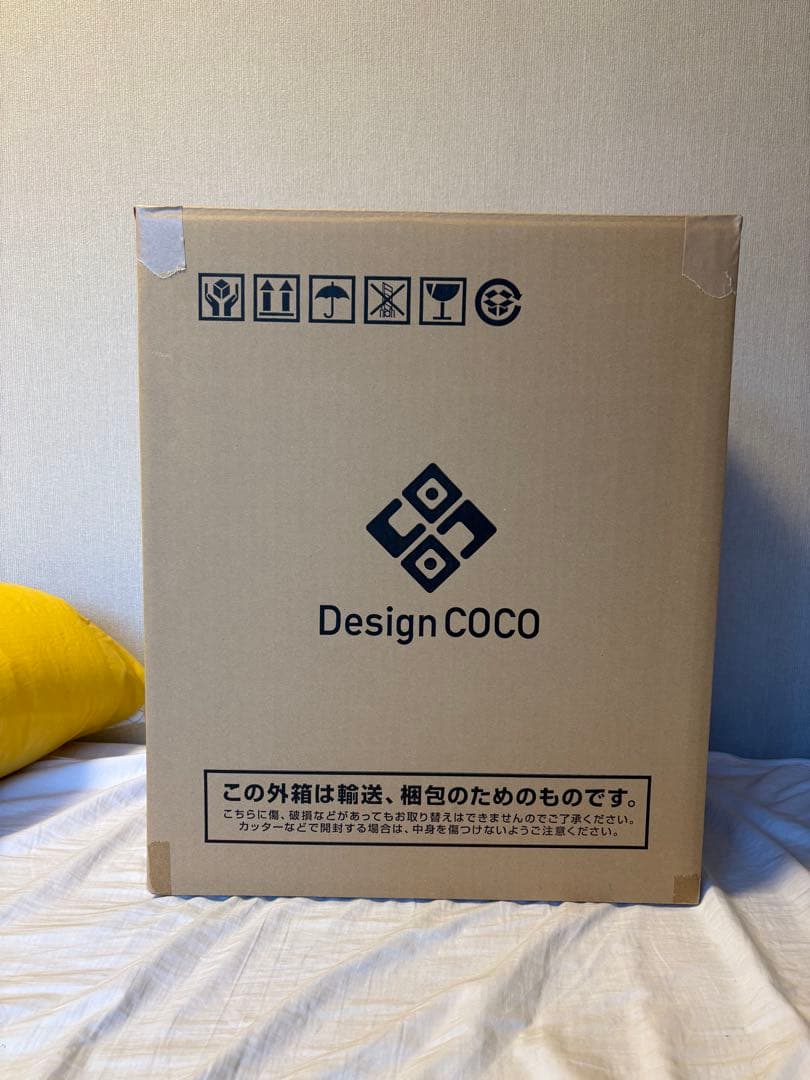 Design COCO
この外箱は輸送、梱包のためのものです。
こちらに傷、破損などがあってもお取り替えはできませんのでご了承ください。
カッターなどで開封する場合は、中身を傷つけないようご注意ください。